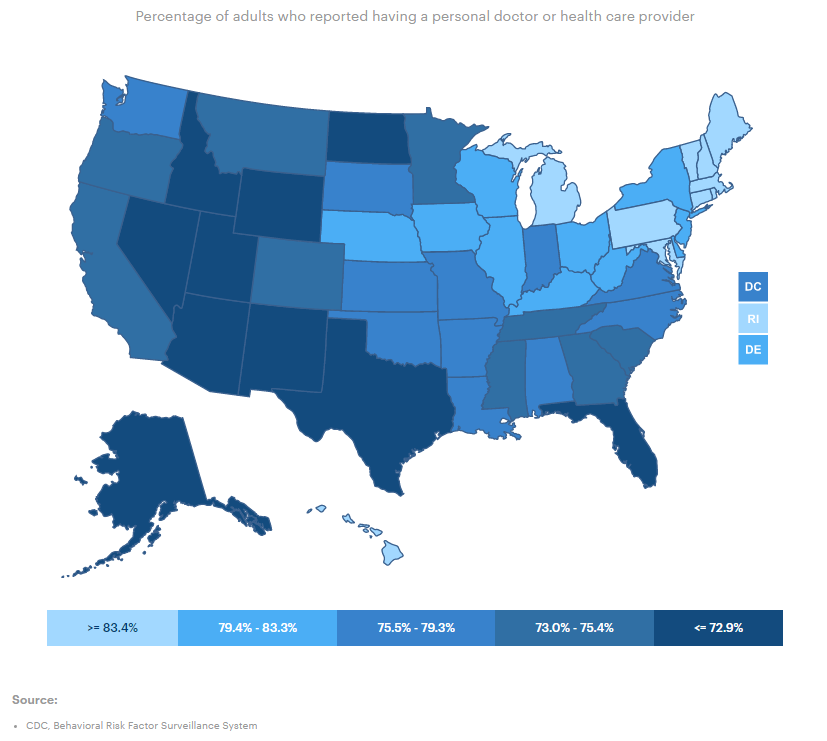 Percentage of adults who reported having a personal doctor or health care provider
DC
RI
DE
>= 83.4%
79.4% - 83.3%
75.5% - 79.3%
73.0% - 75.4%
<= 72.9%
Source:
• CDC, Behavioral Risk Factor Surveillance System